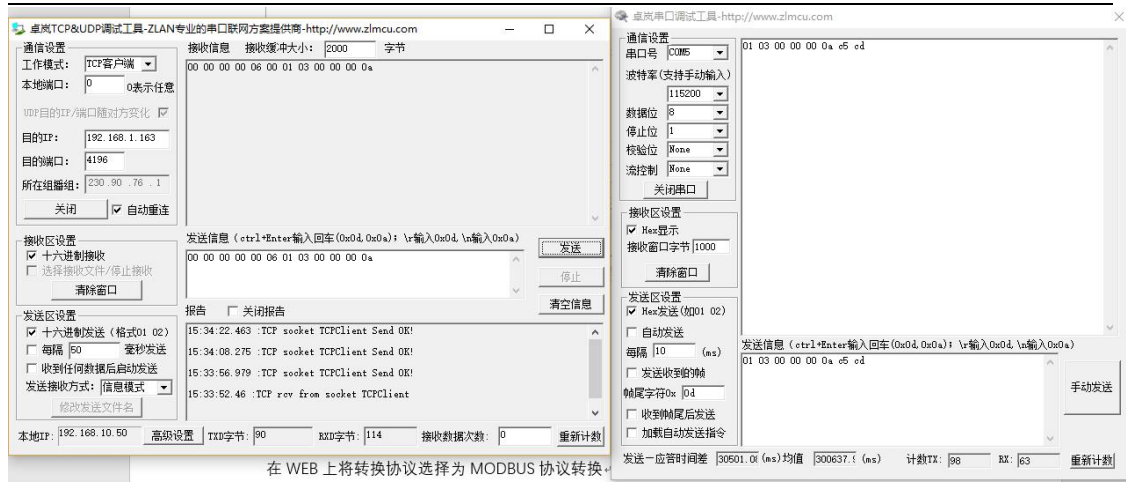 卓岚TCP&UDP调试工具-ZLAN专业的串口联网方案提供商-http://www.zlmcu.com
通信设置
工作模式: TCP客户端
本地端口: 0 0表示任意
UDP目的IP/端口随对方变化
目的IP: 192.168.1.163
目的端口: 4196
所在组播组: 230.90.76.1
关闭 自动重连
接收区设置
十六进制接收
选择接收文件/停止接收
清除窗口
发送区设置
十六进制发送(格式01 02)
每隔 50 毫秒发送
收到任何数据后启动发送
发送接收方式: 信息模式
修改发送文件名
接收信息 接收缓冲大小: 2000 字节
00 00 00 00 06 00 01 03 00 00 00 0a
发送信息(ctrl+Enter输入回车(0x0d,0x0a); \r输入0x0d,\n输入0x0a)
00 00 00 00 00 06 01 03 00 00 00 0a
发送
停止
清空信息
报告 关闭报告
15:34:22.463 :TCP socket TCPClient Send OK!
15:34:08.275 :TCP socket TCPClient Send OK!
15:33:56.979 :TCP socket TCPClient Send OK!
15:33:52.46 :TCP rcv from socket TCPClient
本地IP: 192.168.10.50 高级设置 TXD字节: 90 RXD字节: 114 接收数据次数: 0 重新计数
在 WEB 上将转换协议选择为 MODBUS 协议转换
卓岚串口调试工具-http://www.zlmcu.com
通信设置
串口号 COM5
波特率(支持手动输入)
115200
数据位 8
停止位 1
校验位 None
流控制 None
关闭串口
接收区设置
Hex显示
接收窗口字节 1000
清除窗口
发送区设置
Hex发送(如01 02)
自动发送
每隔 10 (ms)
发送收到的帧
帧尾字符0x 0d
收到帧尾后发送
加载自动发送指令
01 03 00 00 00 0a c5 cd
发送信息(ctrl+Enter输入回车(0x0d,0x0a); \r输入0x0d,\n输入0x0a)
01 03 00 00 00 0a c5 cd
手动发送
发送一应答时间差 30501.0( (ms)均值 300637.5 (ms) 计数TX: 98 RX: 63 重新计数